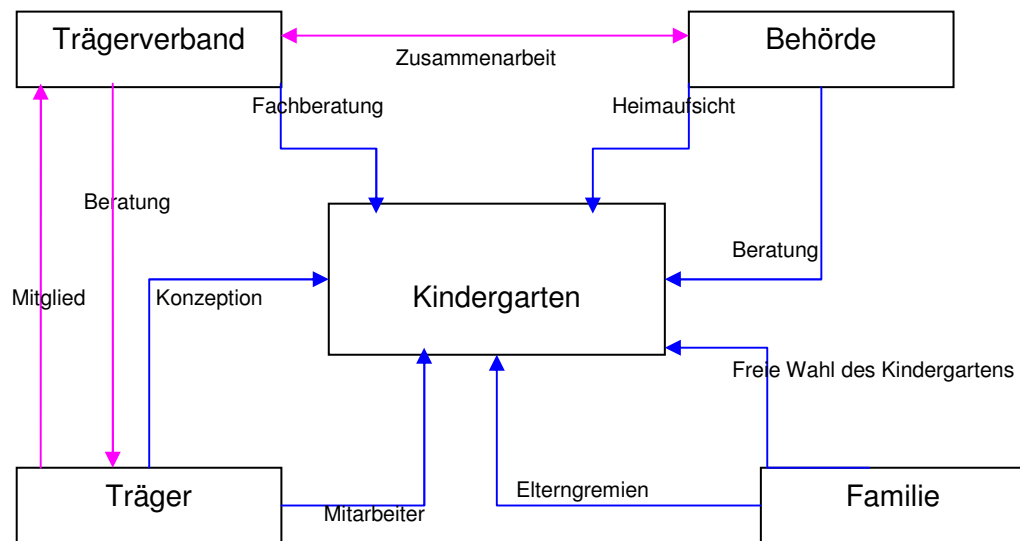 Trägerverband
Behörde
Zusammenarbeit
Fachberatung
Heimaufsicht
Beratung
Beratung
Mitglied
Konzeption
Kindergarten
Freie Wahl des Kindergartens
Träger
Mitarbeiter
Elterngremien
Familie